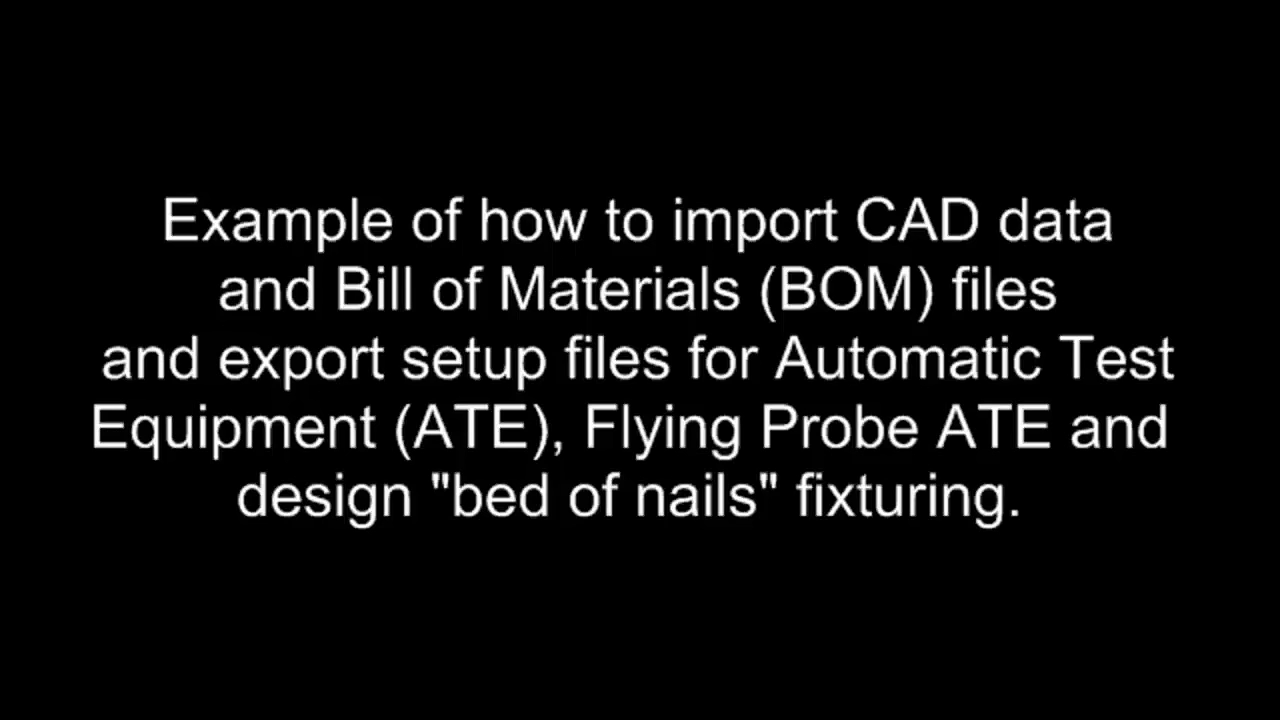 Example of how to import CAD data
and Bill of Materials (BOM) files
and export setup files for Automatic Test
Equipment (ATE), Flying Probe ATE and
design "bed of nails" fixturing.